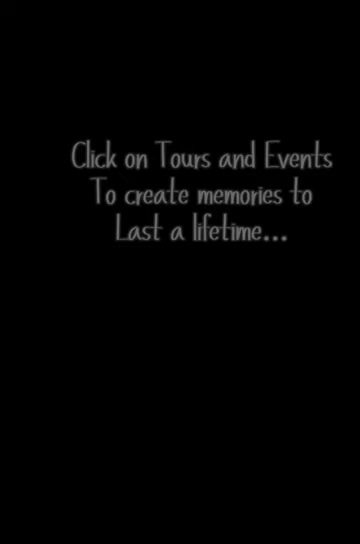 Click on Tours and Events
To create memories to
Last a lifetime...